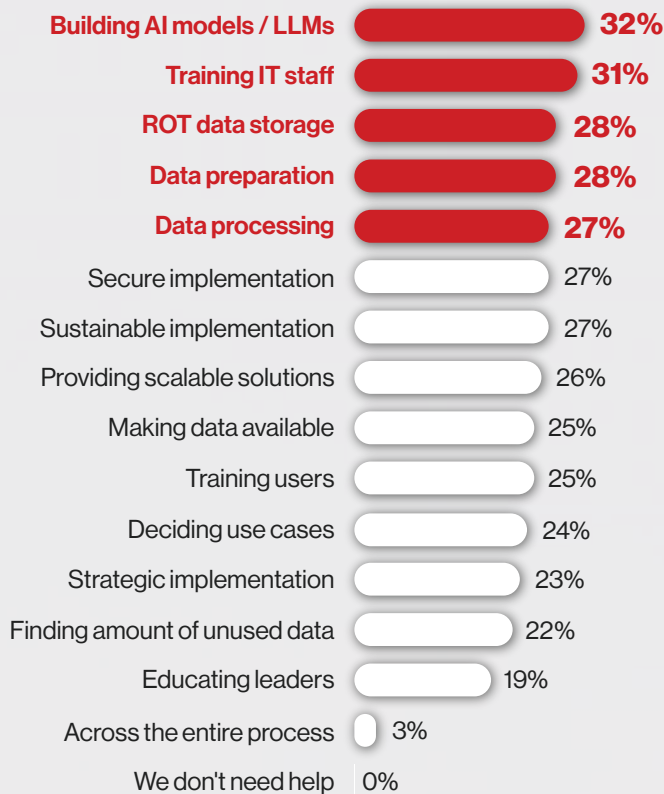 Building AI models / LLMs 32%
Training IT staff 31%
ROT data storage 28%
Data preparation 28%
Data processing 27%
Secure implementation 27%
Sustainable implementation 27%
Providing scalable solutions 26%
Making data available 25%
Training users 25%
Deciding use cases 24%
Strategic implementation 23%
Finding amount of unused data 22%
Educating leaders 19%
Across the entire process 3%
We don't need help 0%